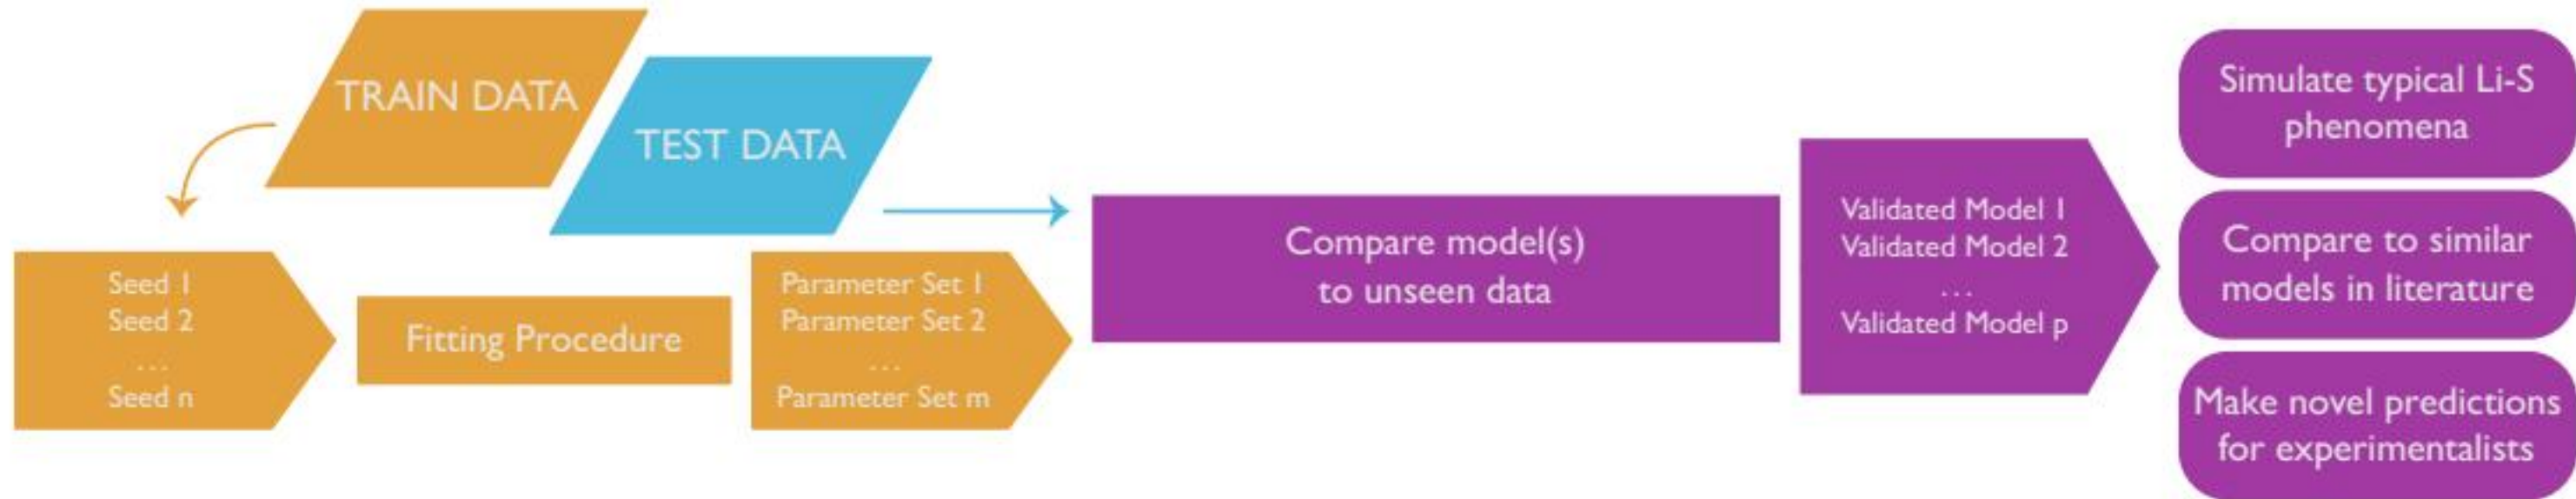 TRAIN DATA
TEST DATA
Seed 1
Seed 2
...
Seed n
Fitting Procedure
Parameter Set 1
Parameter Set 2
...
Parameter Set m
Compare model(s)
to unseen data
Validated Model 1
Validated Model 2
...
Validated Model p
Simulate typical Li-S
phenomena
Compare to similar
models in literature
Make novel predictions
for experimentalists